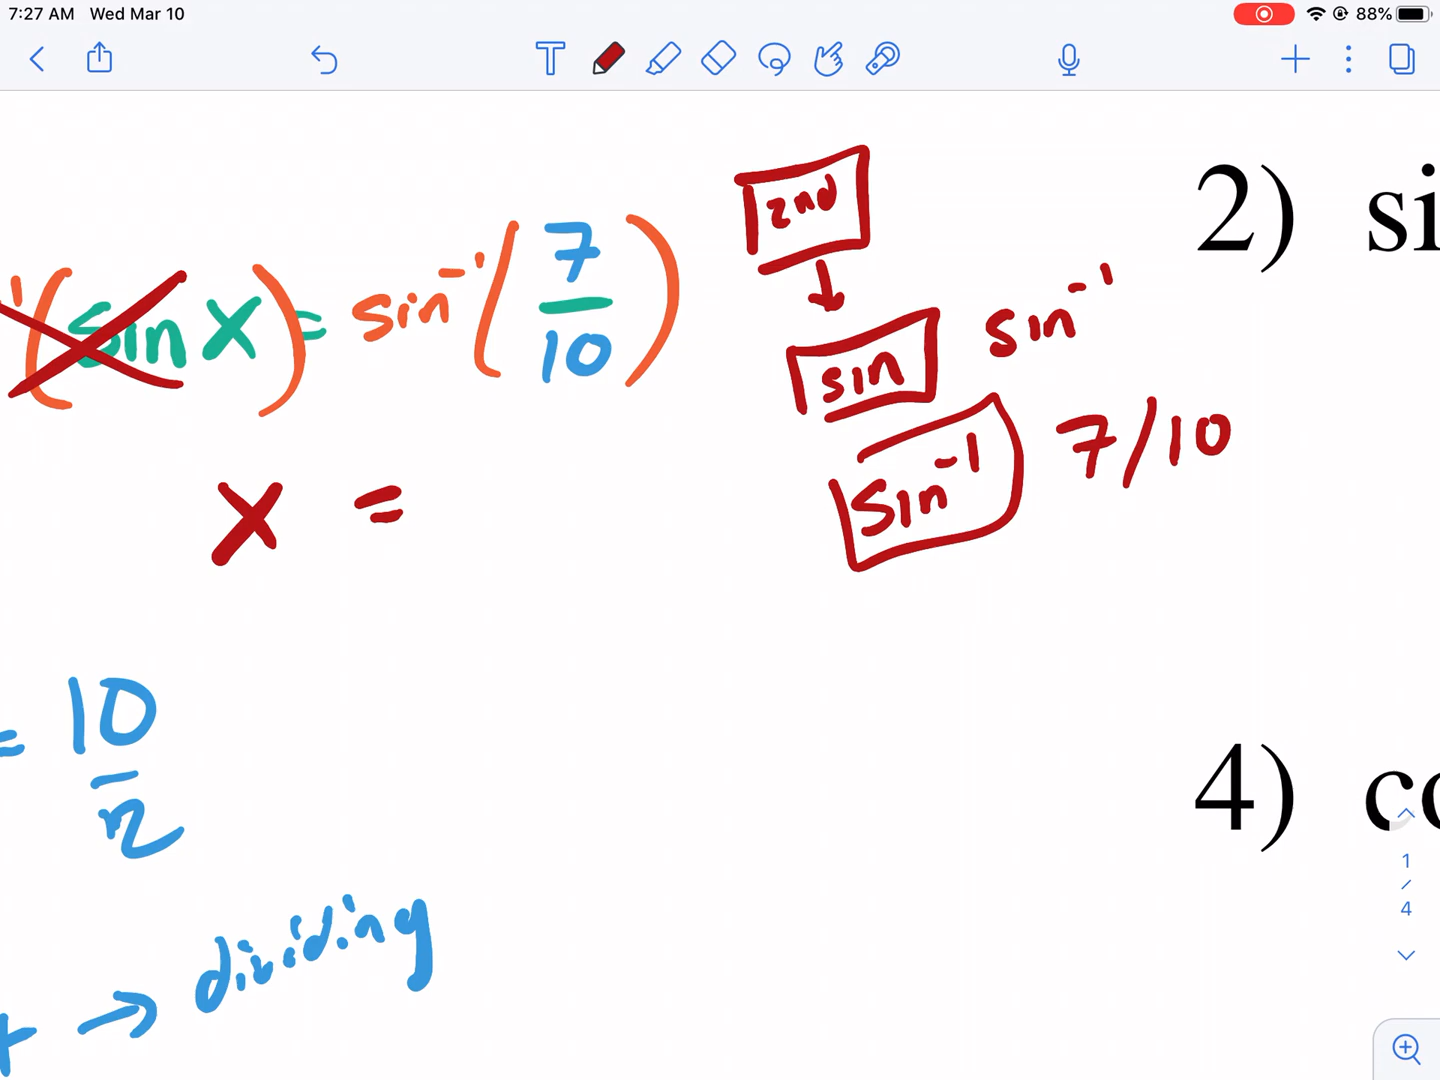 7:27 AM Wed Mar 10
88%
2nd
2) si
⁻¹(sin x) = sin⁻¹(7/10)
sin sin⁻¹
sin⁻¹ 7/10
x =
= 10
2
4) co
1
/
4
→ dividing